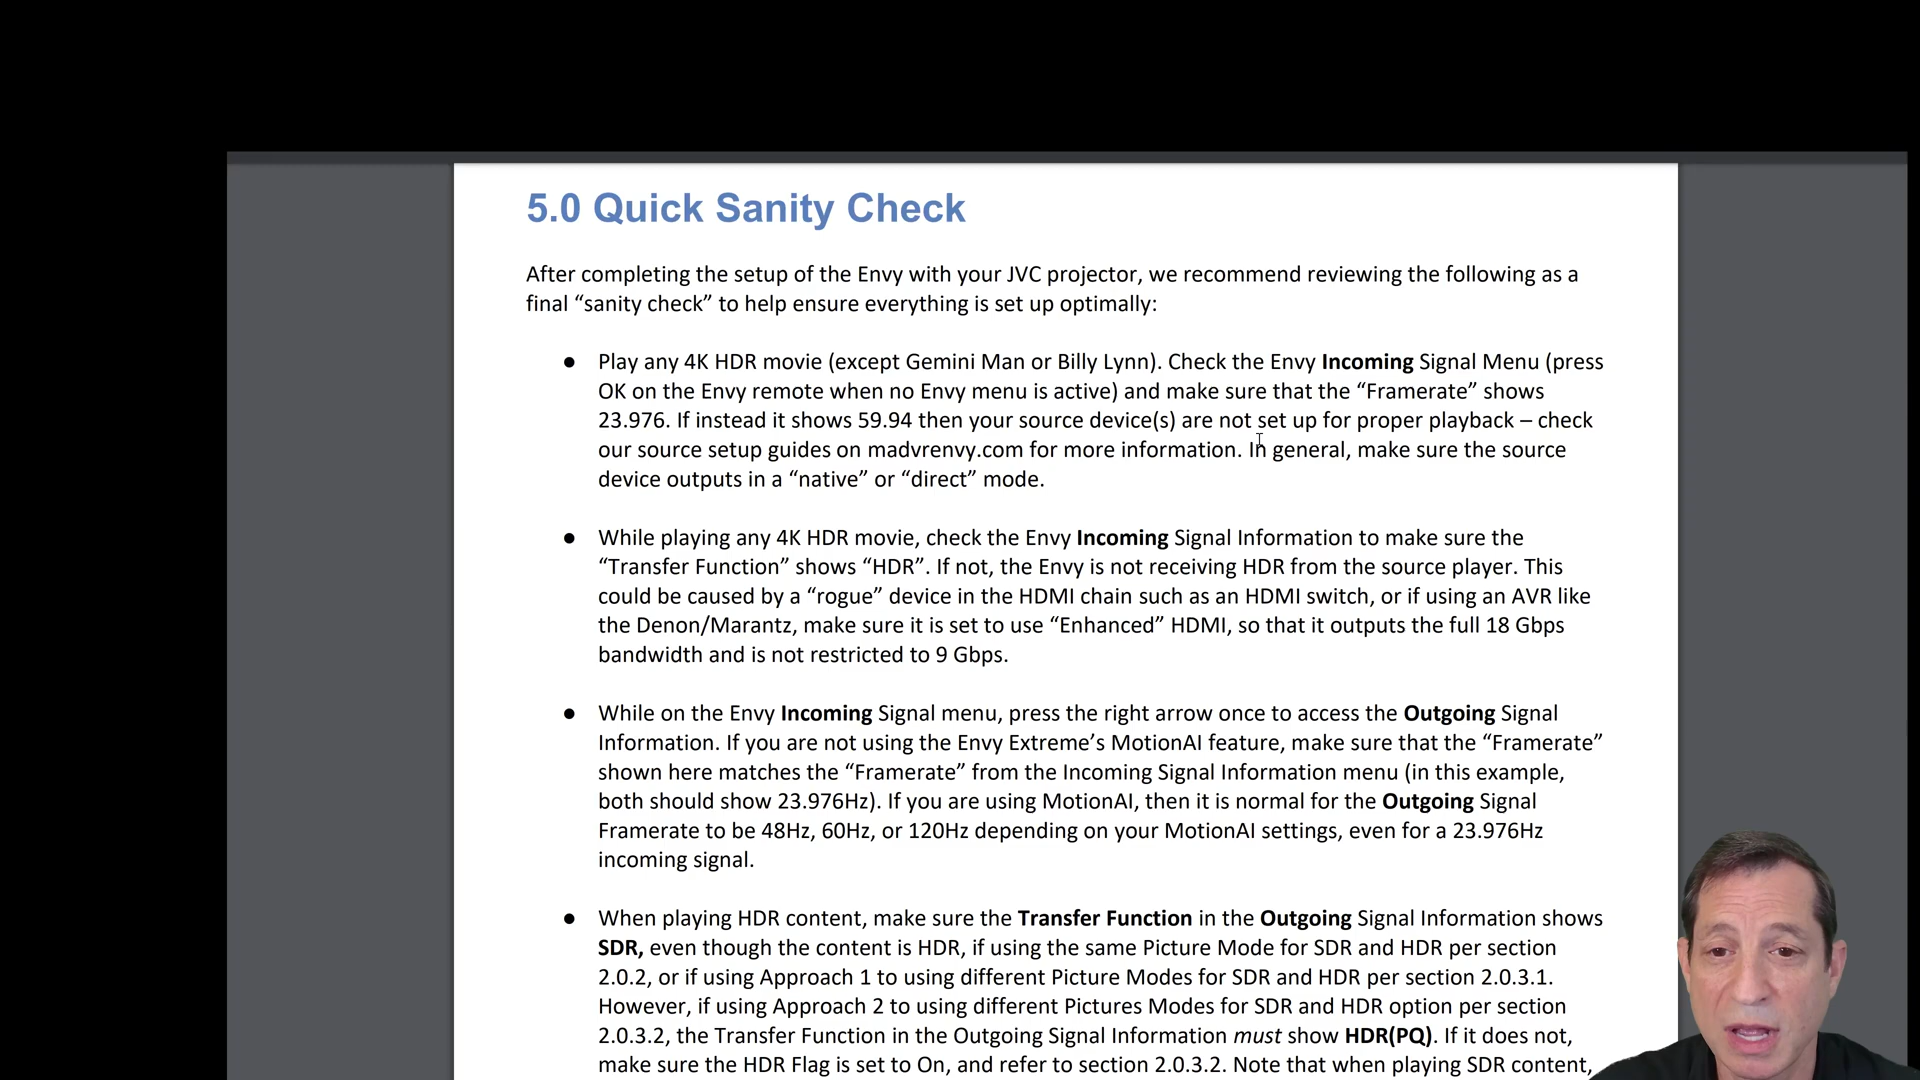 5.0 Quick Sanity Check
After completing the setup of the Envy with your JVC projector, we recommend reviewing the following as a
final “sanity check” to help ensure everything is set up optimally:
● Play any 4K HDR movie (except Gemini Man or Billy Lynn). Check the Envy Incoming Signal Menu (press
OK on the Envy remote when no Envy menu is active) and make sure that the “Framerate” shows
23.976. If instead it shows 59.94 then your source device(s) are not set up for proper playback – check
our source setup guides on madvrenvy.com for more information. In general, make sure the source
device outputs in a “native” or “direct” mode.
● While playing any 4K HDR movie, check the Envy Incoming Signal Information to make sure the
“Transfer Function” shows “HDR”. If not, the Envy is not receiving HDR from the source player. This
could be caused by a “rogue” device in the HDMI chain such as an HDMI switch, or if using an AVR like
the Denon/Marantz, make sure it is set to use “Enhanced” HDMI, so that it outputs the full 18 Gbps
bandwidth and is not restricted to 9 Gbps.
● While on the Envy Incoming Signal menu, press the right arrow once to access the Outgoing Signal
Information. If you are not using the Envy Extreme’s MotionAI feature, make sure that the “Framerate”
shown here matches the “Framerate” from the Incoming Signal Information menu (in this example,
both should show 23.976Hz). If you are using MotionAI, then it is normal for the Outgoing Signal
Framerate to be 48Hz, 60Hz, or 120Hz depending on your MotionAI settings, even for a 23.976Hz
incoming signal.
● When playing HDR content, make sure the Transfer Function in the Outgoing Signal Information shows
SDR, even though the content is HDR, if using the same Picture Mode for SDR and HDR per section
2.0.2, or if using Approach 1 to using different Picture Modes for SDR and HDR per section 2.0.3.1.
However, if using Approach 2 to using different Pictures Modes for SDR and HDR option per section
2.0.3.2, the Transfer Function in the Outgoing Signal Information must show HDR(PQ). If it does not,
make sure the HDR Flag is set to On, and refer to section 2.0.3.2. Note that when playing SDR content,